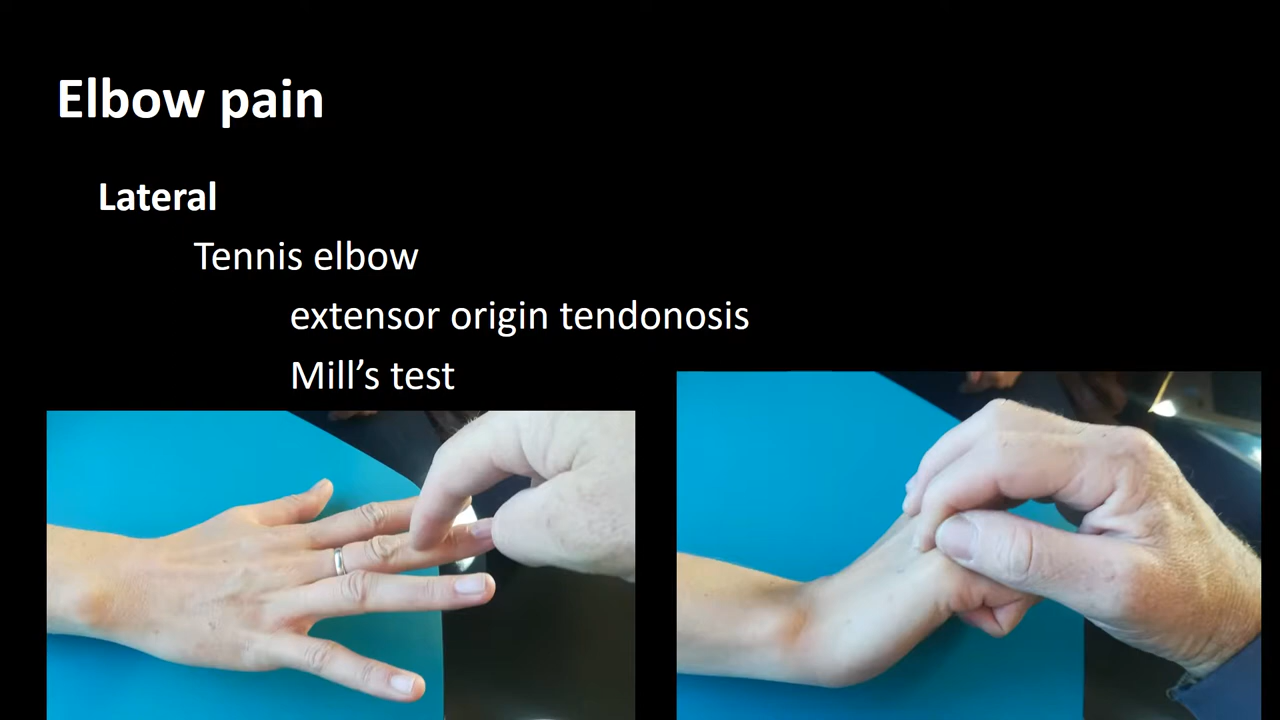 Elbow pain
Lateral
Tennis elbow
extensor origin tendonosis
Mill’s test